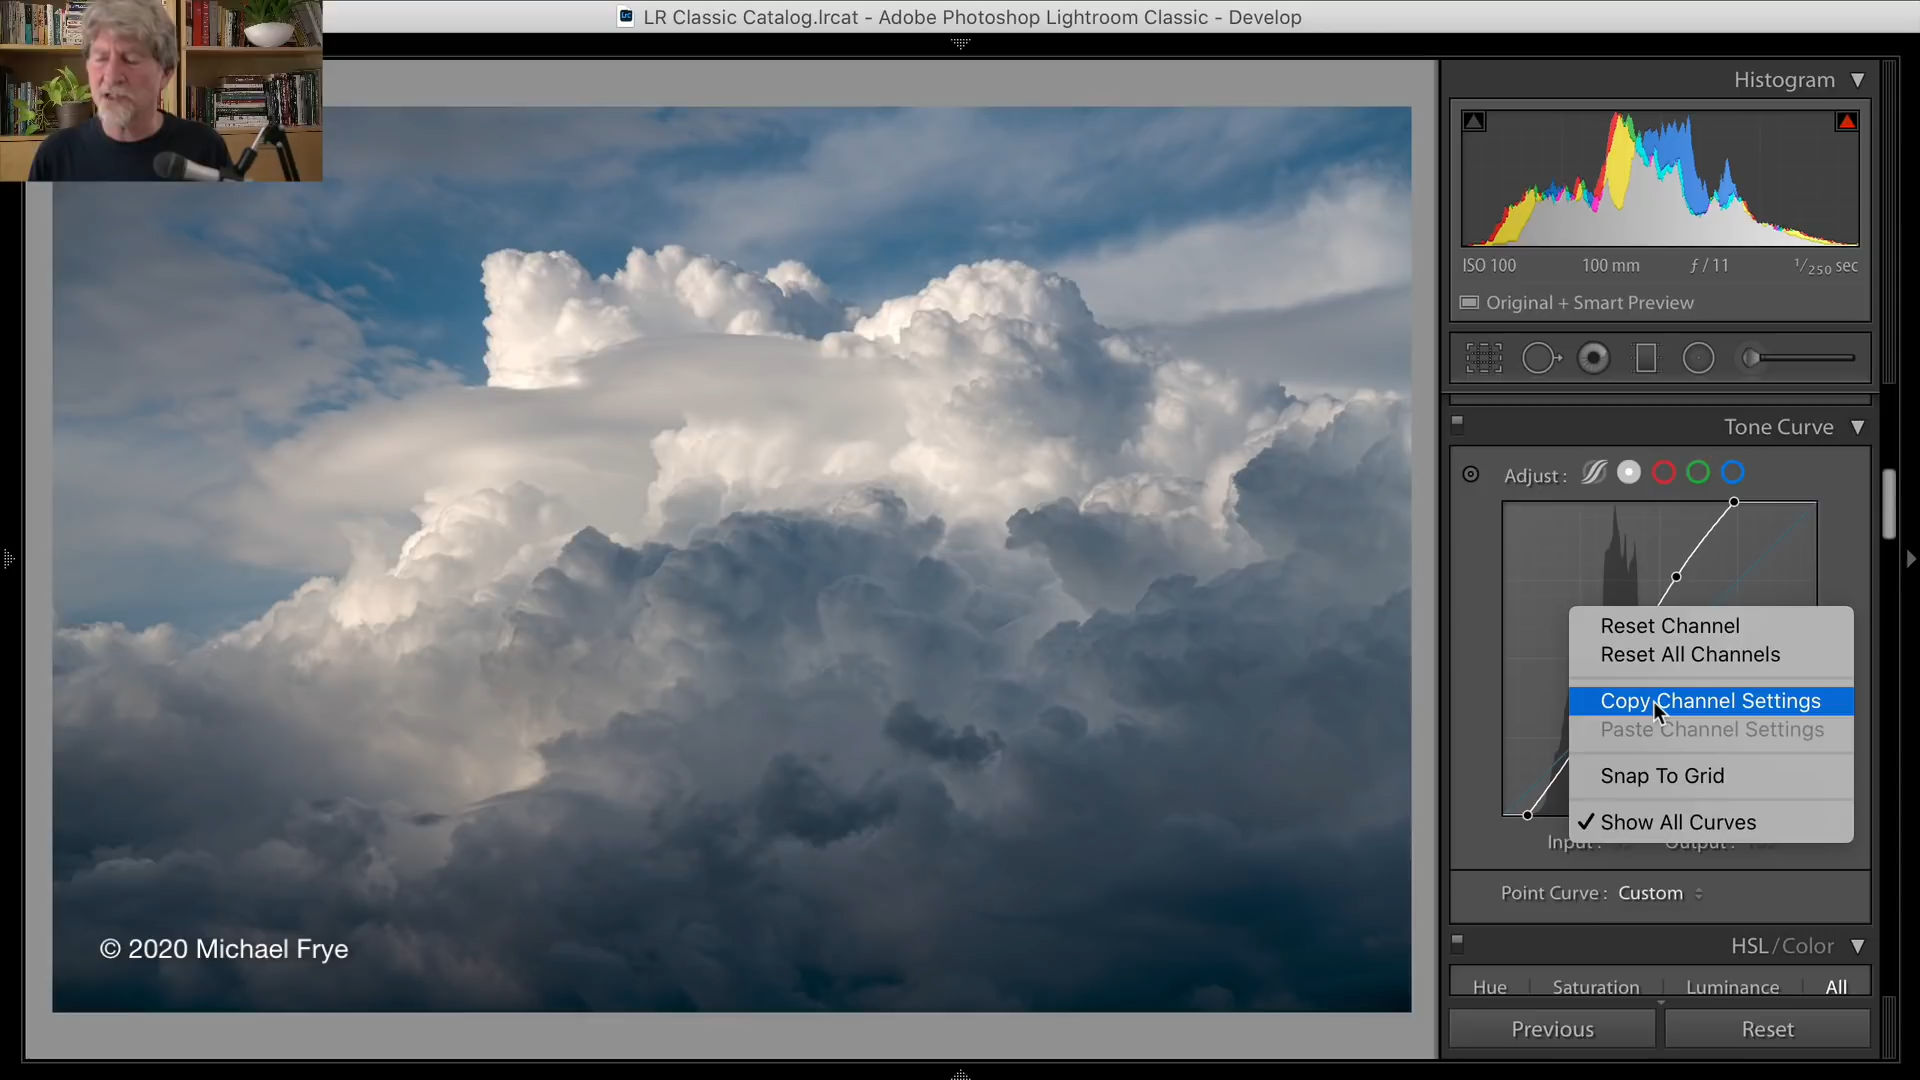 LR Classic Catalog.lrcat - Adobe Photoshop Lightroom Classic - Develop
Histogram
ISO 100 100 mm ƒ / 11 1/250 sec
Original + Smart Preview
Tone Curve
Adjust :
Reset Channel
Reset All Channels
Copy Channel Settings
Paste Channel Settings
Snap To Grid
Show All Curves
Input : Output :
Point Curve : Custom
© 2020 Michael Frye
HSL / Color
Hue Saturation Luminance All
Previous Reset